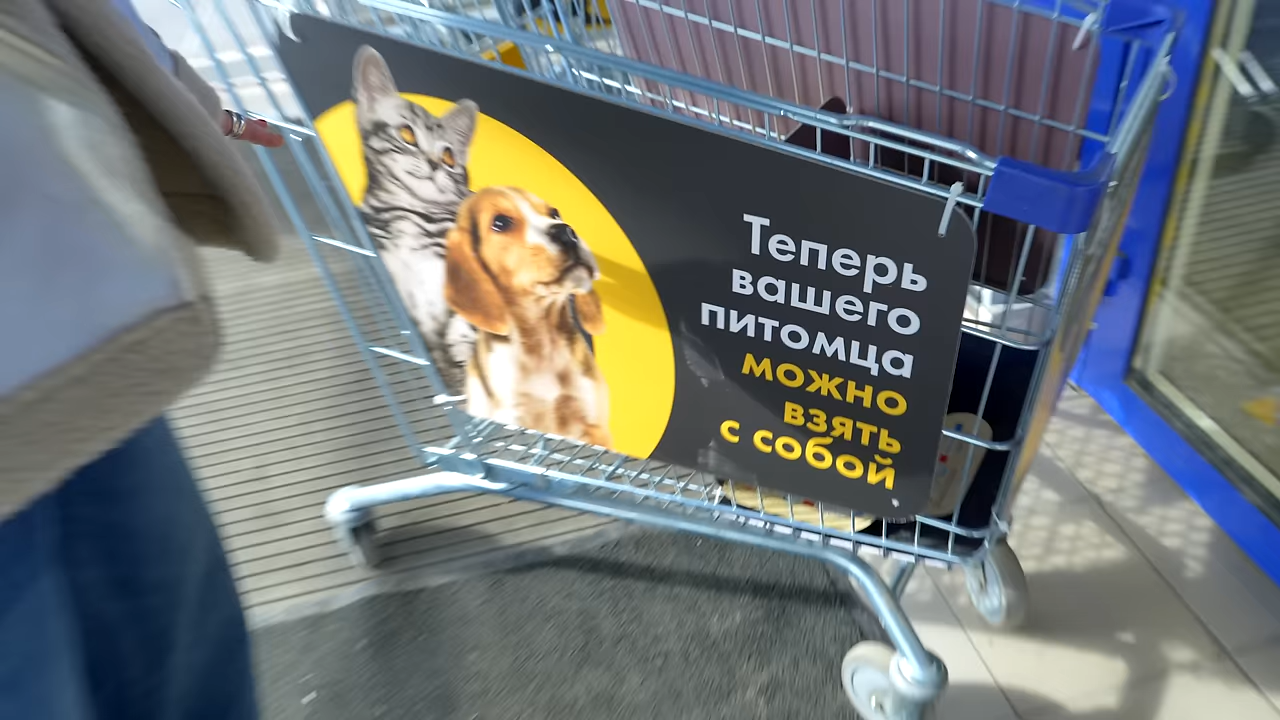 Теперь
вашего
питомца
можно
взять
с собой